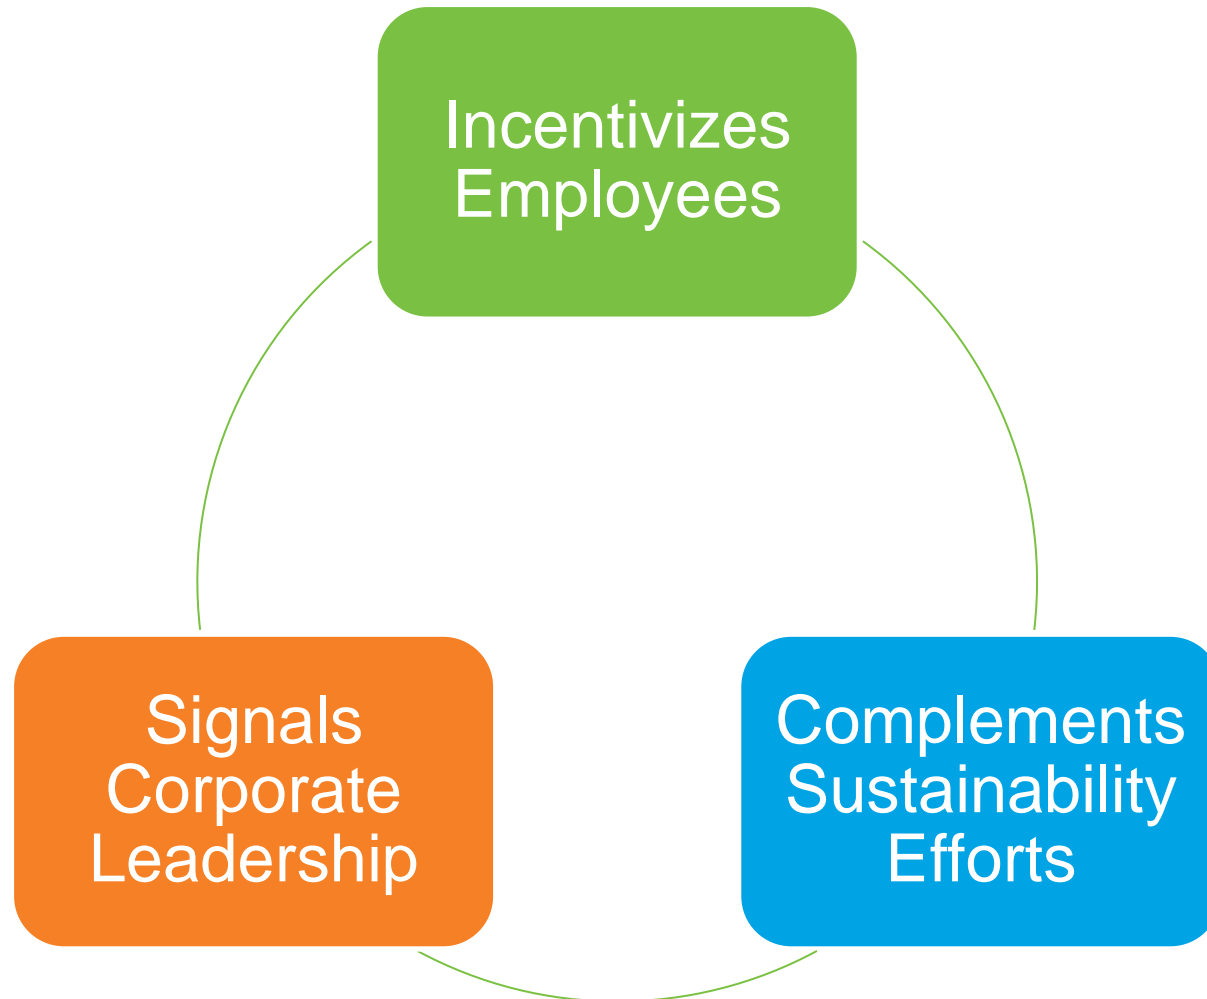 Incentivizes
Employees
Signals
Corporate
Leadership
Complements
Sustainability
Efforts